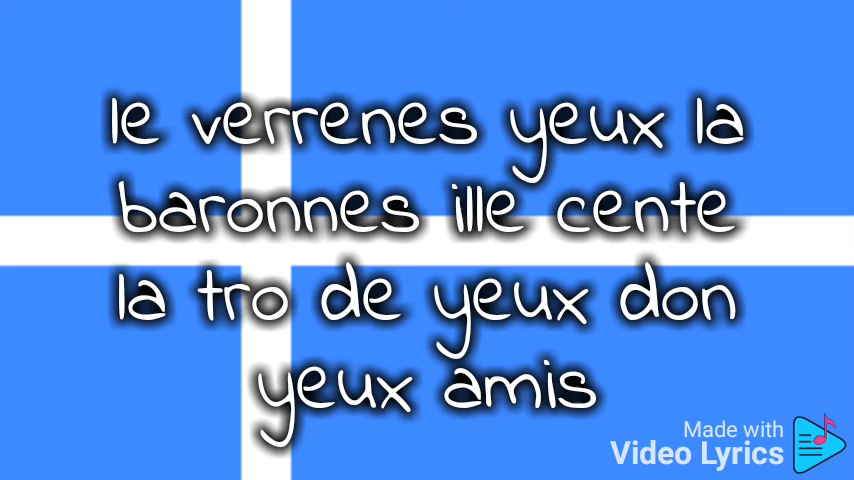 le verrenes yeux la
baronnes ille cente
la tro de yeux don
yeux amis
Made with
Video Lyrics